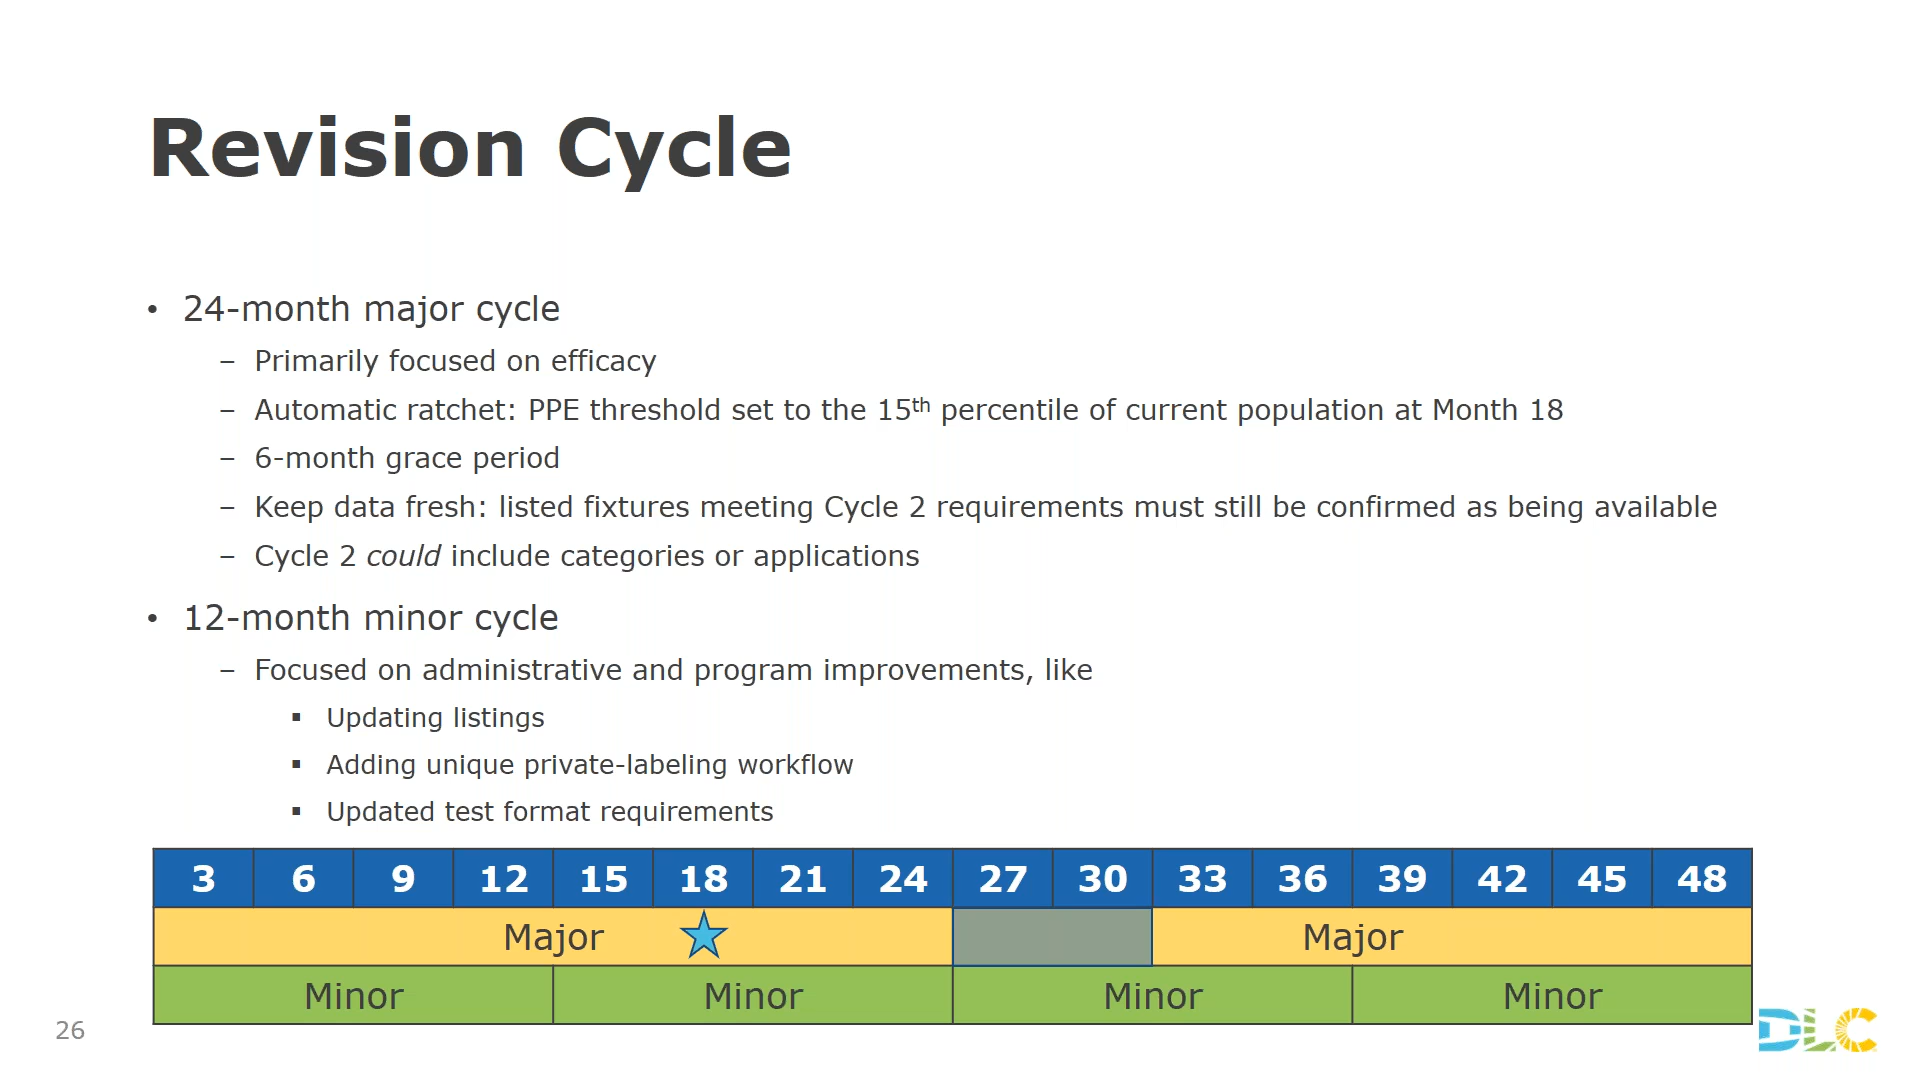 Revision Cycle
• 24-month major cycle
– Primarily focused on efficacy
– Automatic ratchet: PPE threshold set to the 15th percentile of current population at Month 18
– 6-month grace period
– Keep data fresh: listed fixtures meeting Cycle 2 requirements must still be confirmed as being available
– Cycle 2 could include categories or applications
• 12-month minor cycle
– Focused on administrative and program improvements, like
▪ Updating listings
▪ Adding unique private-labeling workflow
▪ Updated test format requirements
3 6 9 12 15 18 21 24 27 30 33 36 39 42 45 48
Major Major
Minor Minor Minor Minor
26
DLC